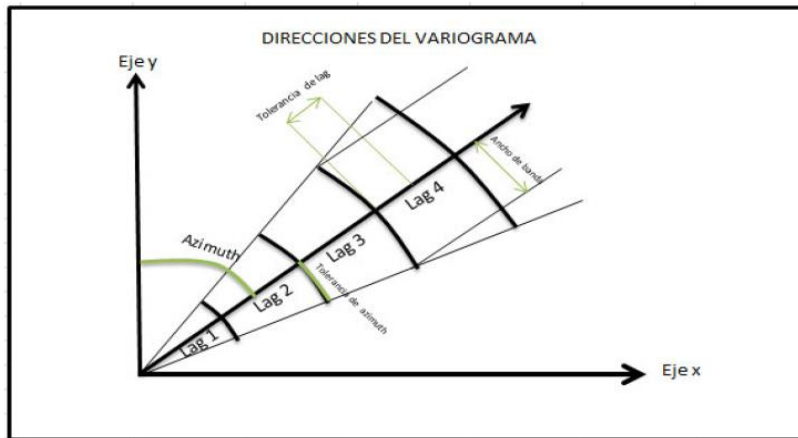 DIRECCIONES DEL VARIOGRAMA
Eje y
Tolerancia de lag
Ancho de banda
Azimuth
Lag 4
Lag 3
Lag 2
Tolerancia de azimuth
Lag 1
Eje x